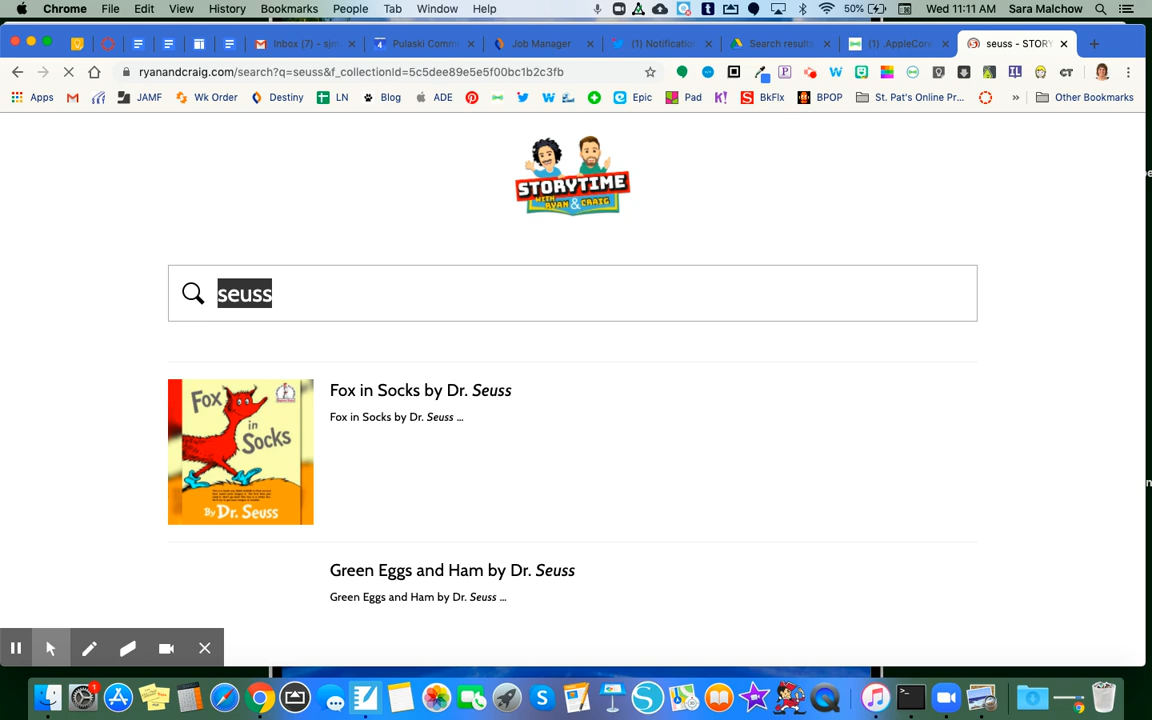 Chrome File Edit View History Bookmarks People Tab Window Help 50% Wed 11:11 AM Sara Malchow
Inbox (7) - sjm Pulaski Comm Job Manager (1) Notificatio Search results (1) .AppleCore seuss - STORY
ryanandcraig.com/search?q=seuss&f_collectionId=5c5dee89e5e5f00bc1b2c3fb
Apps JAMF Wk Order Destiny LN Blog ADE Epic Pad BkFlx BPOP St. Pat's Online Pr... Other Bookmarks
STORYTIME
WITH RYAN & CRAIG
seuss
Fox in Socks by Dr. Seuss
Fox in Socks by Dr. Seuss ...
Fox
in
Socks
By Dr. Seuss
Green Eggs and Ham by Dr. Seuss
Green Eggs and Ham by Dr. Seuss ...